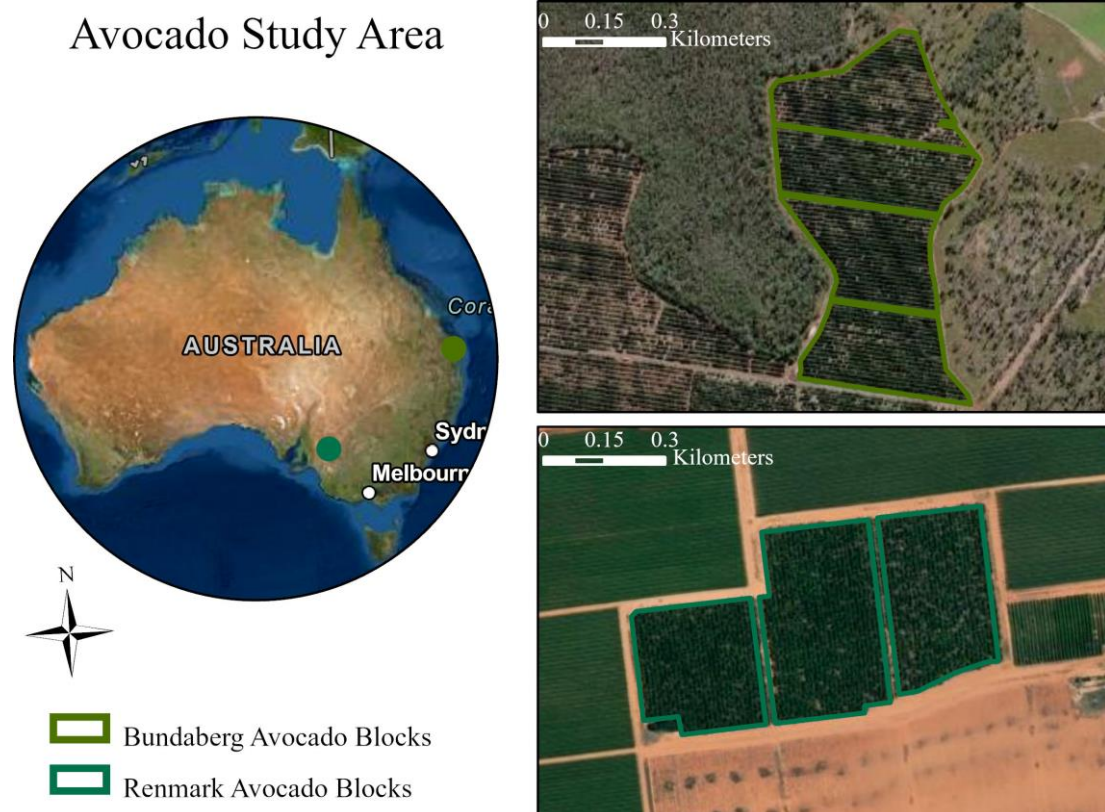 Avocado Study Area
AUSTRALIA
Cora
Sydn
Melbourn
N
Bundaberg Avocado Blocks
Renmark Avocado Blocks
0 0.15 0.3
Kilometers
0 0.15 0.3
Kilometers